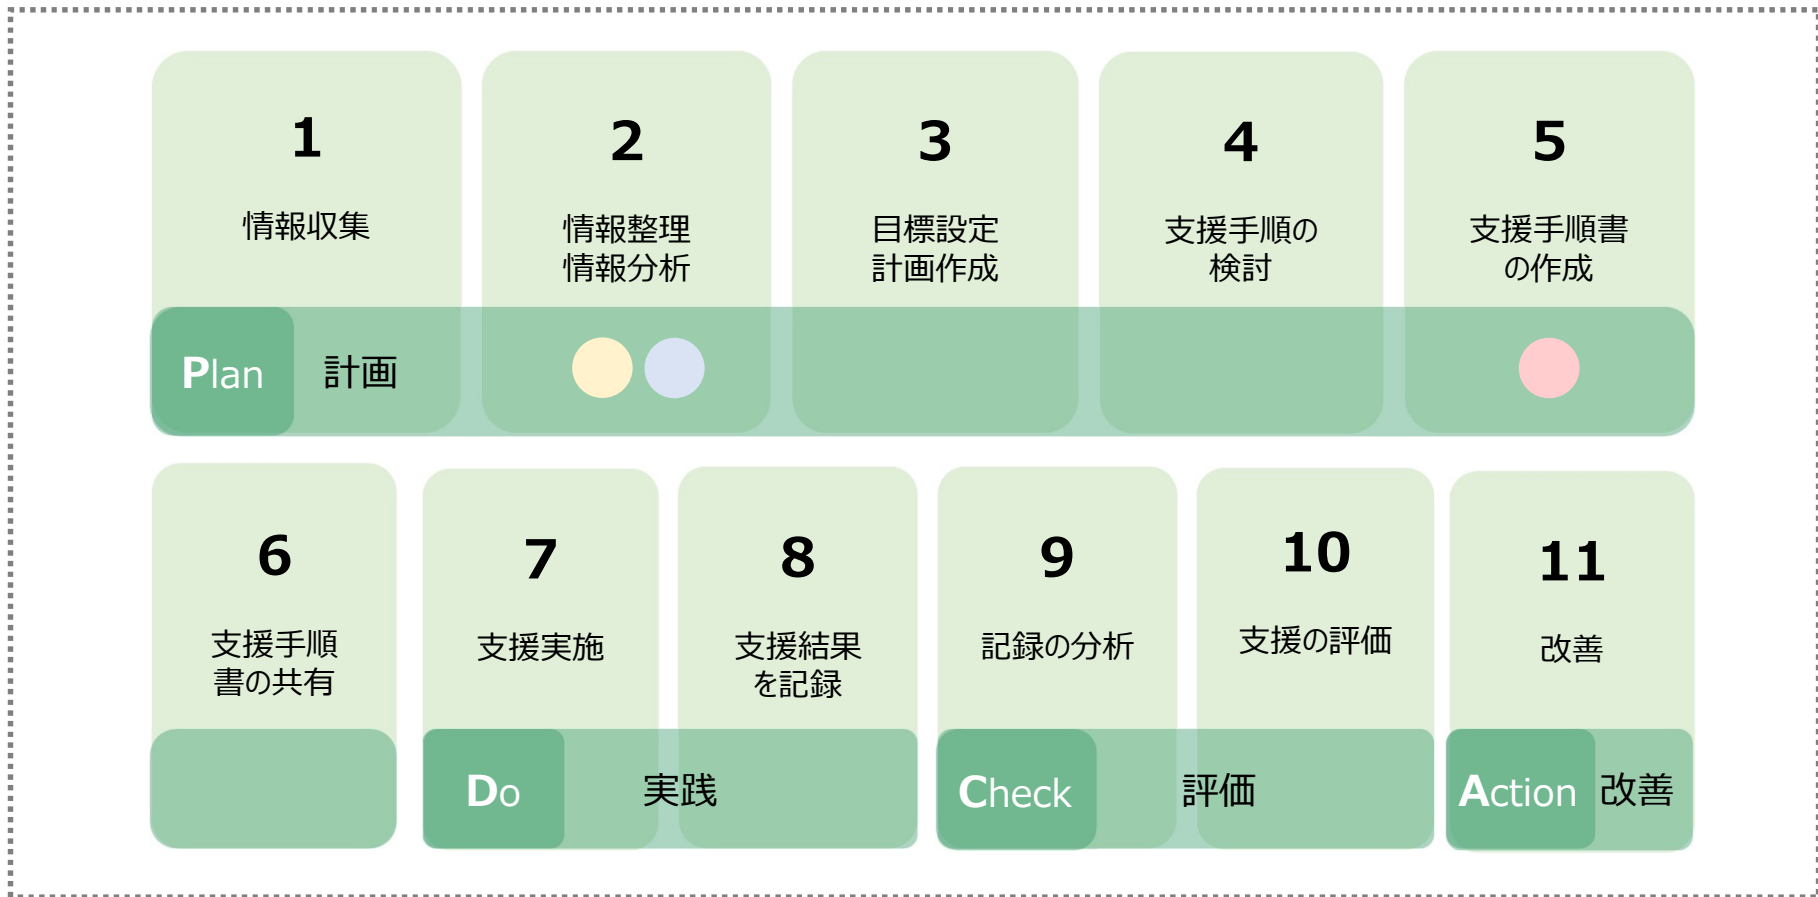 1
情報収集
2
情報整理
情報分析
3
目標設定
計画作成
4
支援手順の
検討
5
支援手順書
の作成
Plan 計画
6
支援手順
書の共有
7
支援実施
8
支援結果
を記録
9
記録の分析
10
支援の評価
11
改善
Do 実践
Check 評価
Action 改善